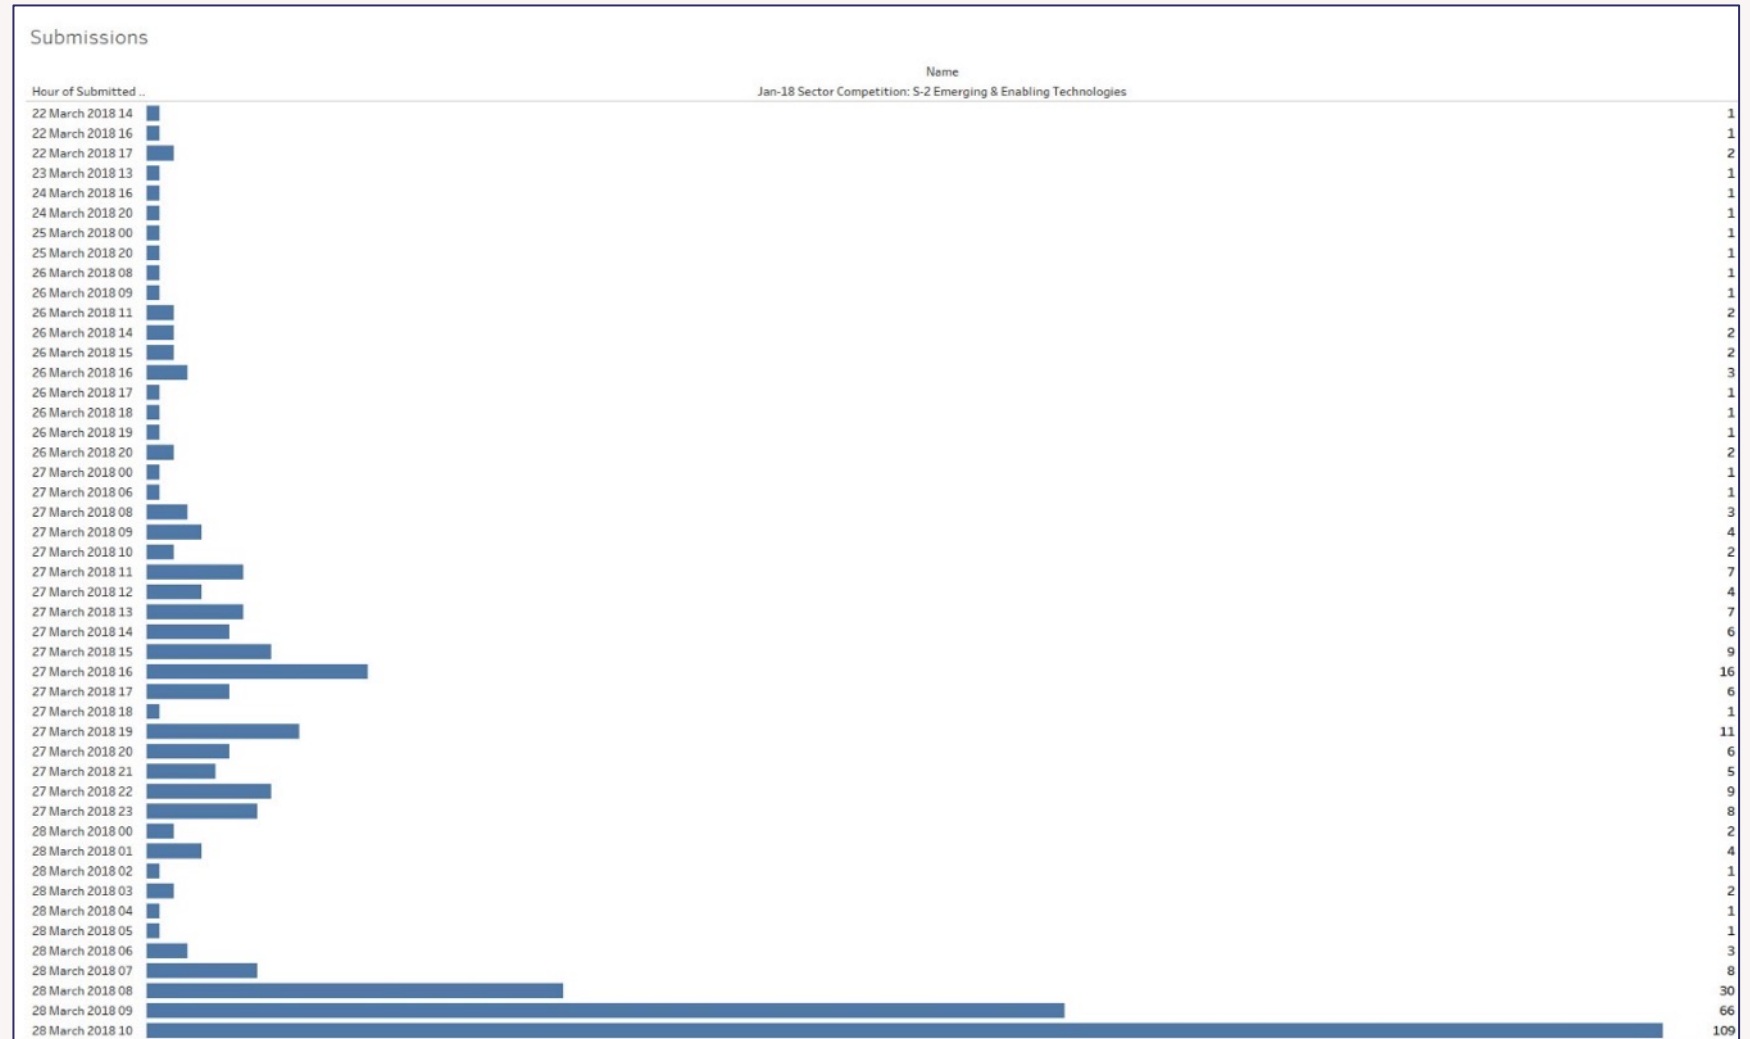 Submissions
Name
Hour of Submitted .. Jan-18 Sector Competition: S-2 Emerging & Enabling Technologies
22 March 2018 14 1
22 March 2018 16 1
22 March 2018 17 2
23 March 2018 13 1
24 March 2018 16 1
24 March 2018 20 1
25 March 2018 00 1
25 March 2018 20 1
26 March 2018 08 1
26 March 2018 09 1
26 March 2018 11 2
26 March 2018 14 2
26 March 2018 15 2
26 March 2018 16 3
26 March 2018 17 1
26 March 2018 18 1
26 March 2018 19 1
26 March 2018 20 2
27 March 2018 00 1
27 March 2018 06 1
27 March 2018 08 3
27 March 2018 09 4
27 March 2018 10 2
27 March 2018 11 7
27 March 2018 12 4
27 March 2018 13 7
27 March 2018 14 6
27 March 2018 15 9
27 March 2018 16 16
27 March 2018 17 6
27 March 2018 18 1
27 March 2018 19 11
27 March 2018 20 6
27 March 2018 21 5
27 March 2018 22 9
27 March 2018 23 8
28 March 2018 00 2
28 March 2018 01 4
28 March 2018 02 1
28 March 2018 03 2
28 March 2018 04 1
28 March 2018 05 1
28 March 2018 06 3
28 March 2018 07 8
28 March 2018 08 30
28 March 2018 09 66
28 March 2018 10 109